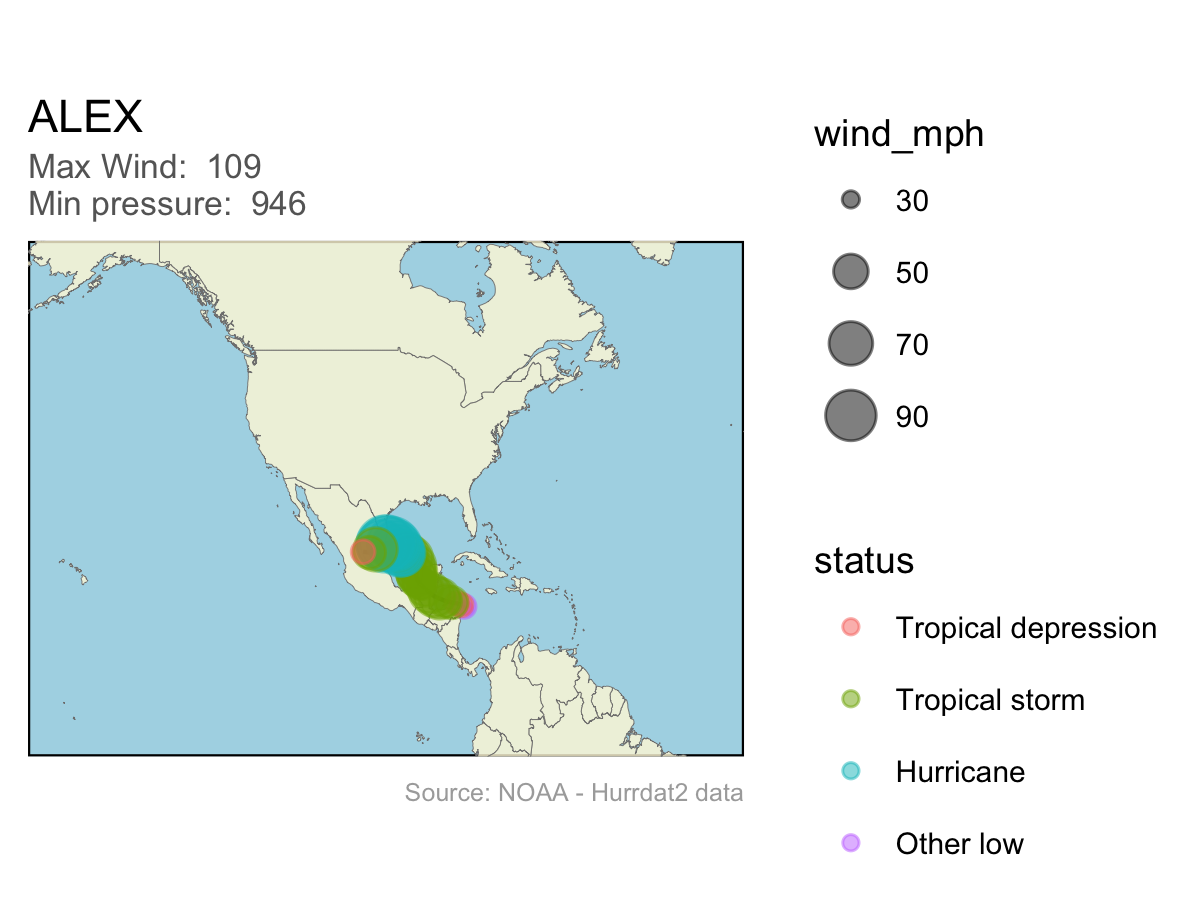 ALEX
Max Wind:  109
Min pressure:  946
Source: NOAA - Hurrdat2 data
wind_mph
30
50
70
90
status
Tropical depression
Tropical storm
Hurricane
Other low